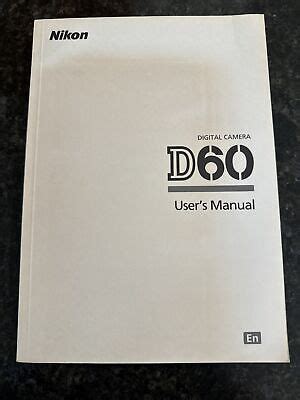 Nikon
DIGITAL CAMERA
D60
User's Manual
En